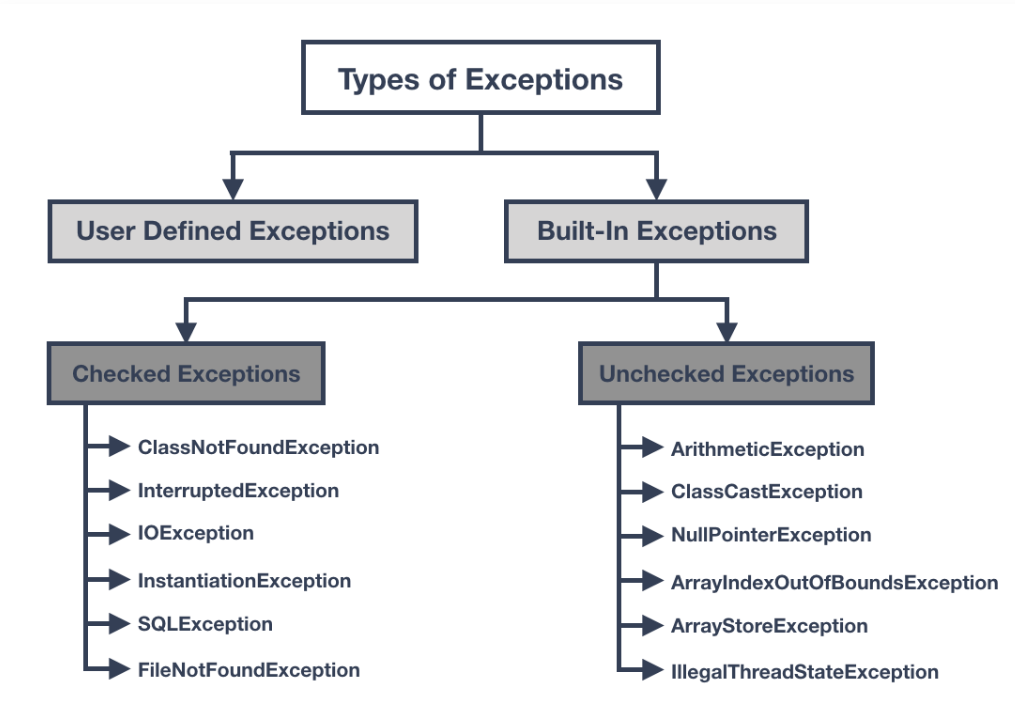 Types of Exceptions
User Defined Exceptions
Built-In Exceptions
Checked Exceptions
ClassNotFoundException
InterruptedException
IOException
InstantiationException
SQLException
FileNotFoundException
Unchecked Exceptions
ArithmeticException
ClassCastException
NullPointerException
ArrayIndexOutOfBoundsException
ArrayStoreException
IllegalThreadStateException